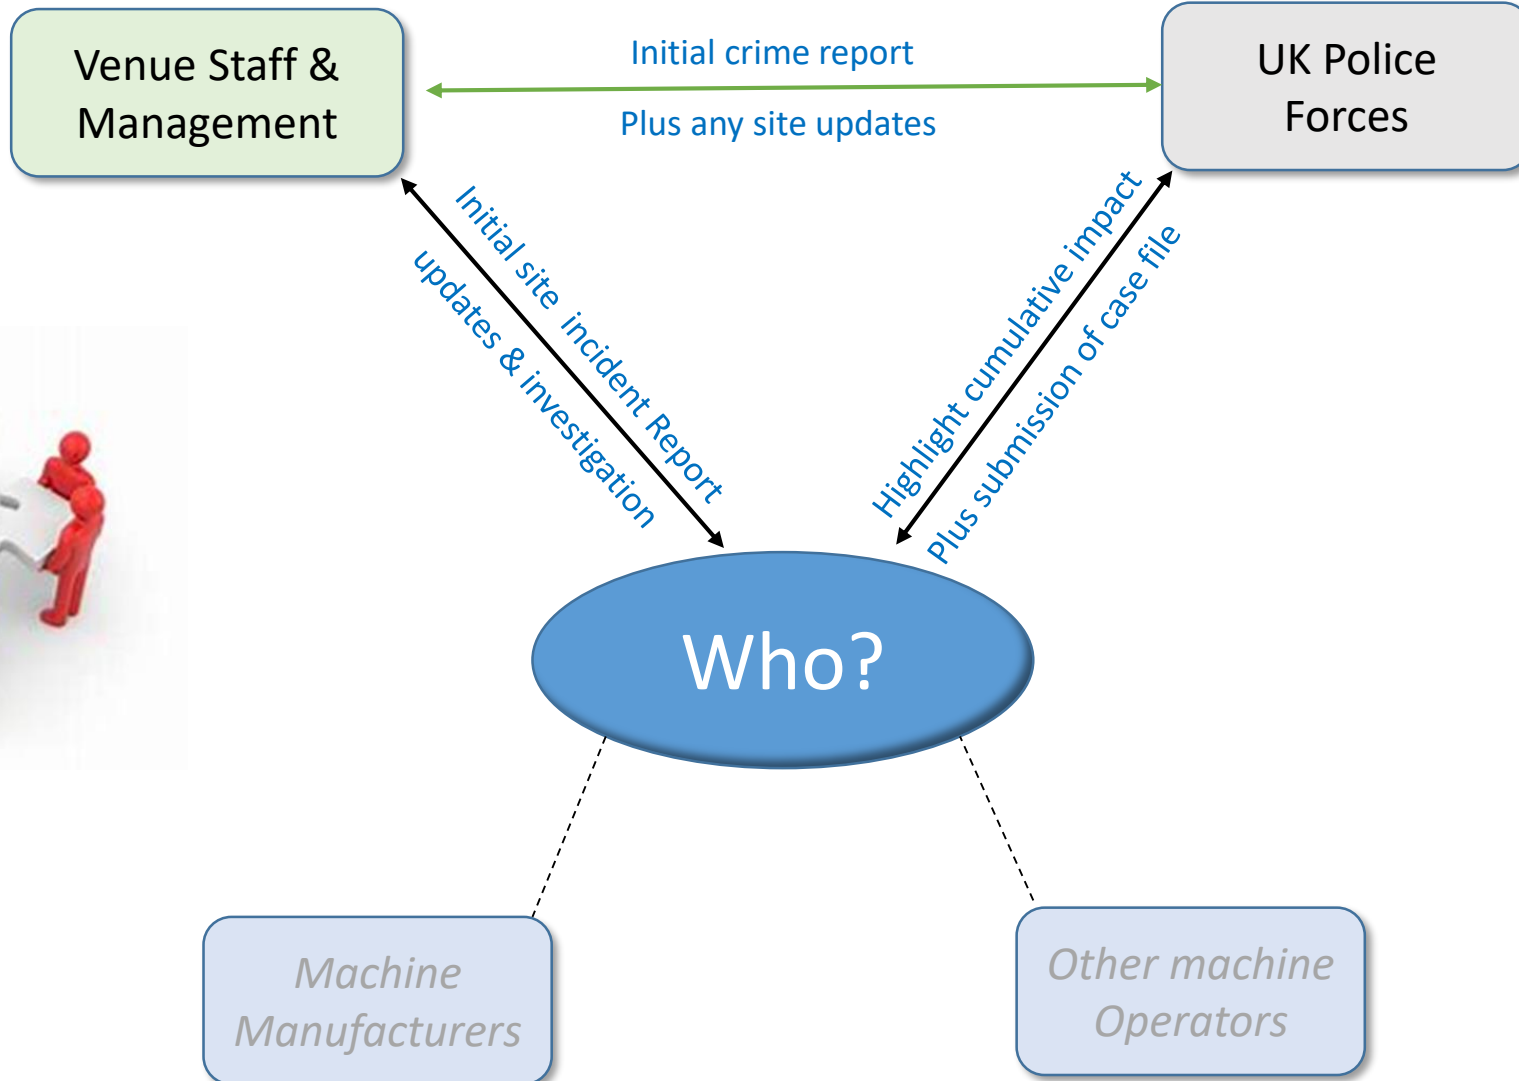 Venue Staff &
Management
Initial crime report
Plus any site updates
UK Police
Forces
Initial site  incident Report
updates & investigation
Highlight cumulative impact
Plus submission of case file
Who?
Machine
Manufacturers
Other machine
Operators